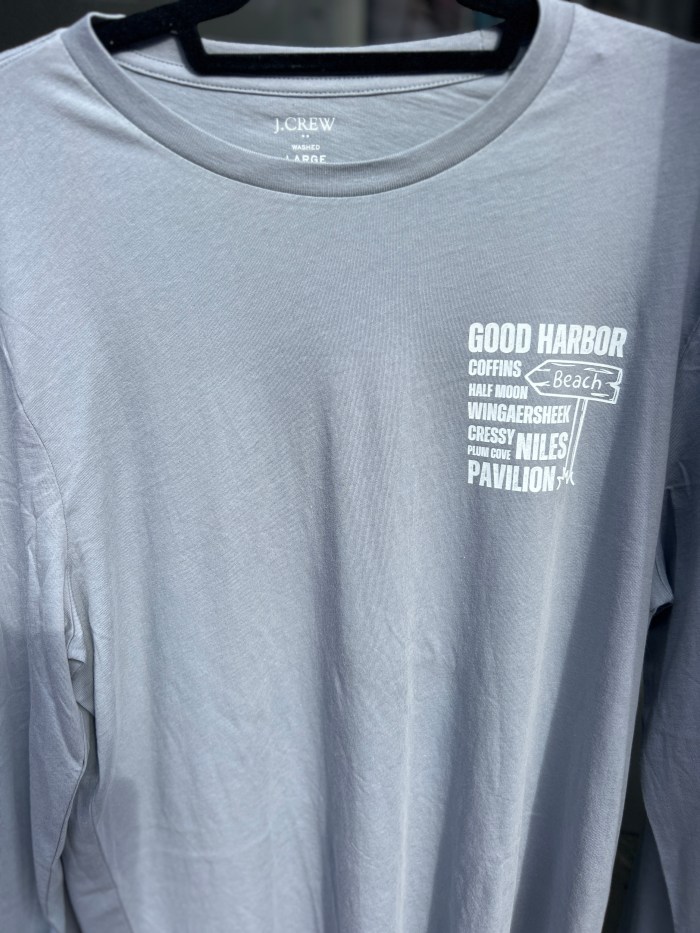 J.CREW
WASHED
LARGE
GOOD HARBOR
COFFINS
Beach
HALF MOON
WINGAERSHEEK
CRESSY
PLUM COVE NILES
PAVILION